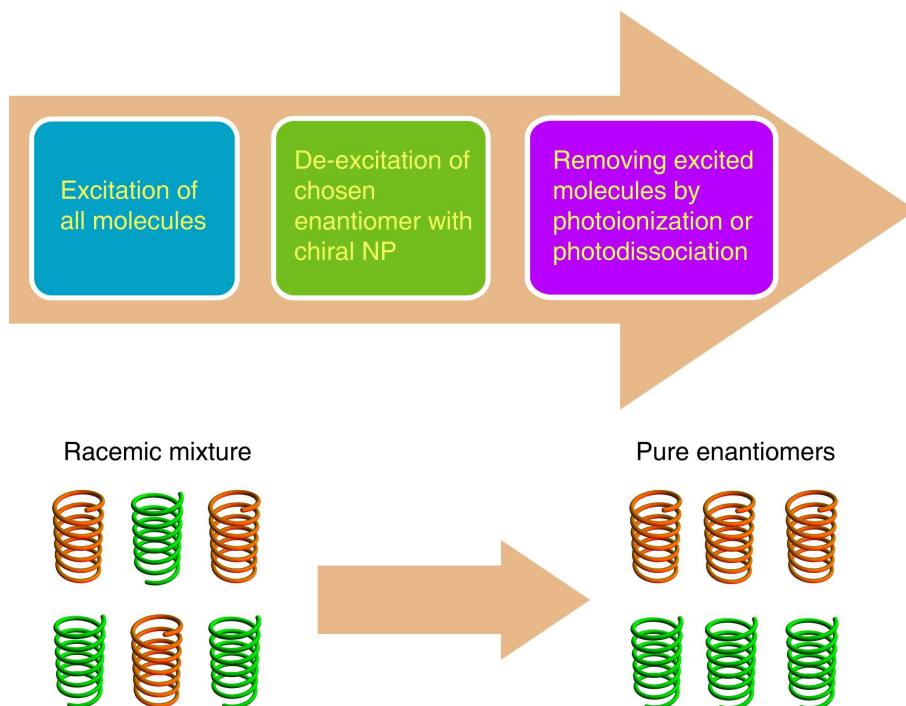 Excitation of
all molecules
De-excitation of
chosen
enantiomer with
chiral NP
Removing excited
molecules by
photoionization or
photodissociation
Racemic mixture
Pure enantiomers